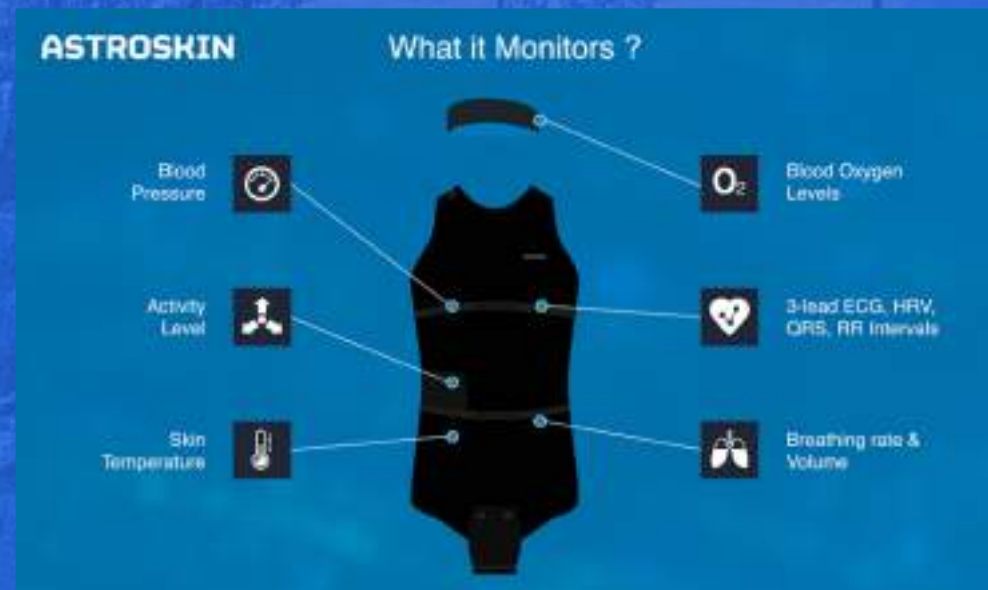 ASTROSKIN
What it Monitors ?
Blood
Pressure
Activity
Level
Skin
Temperature
O2
Blood Oxygen
Levels
3-lead ECG, HRV,
QRS, RR Intervals
Breathing rate &
Volume